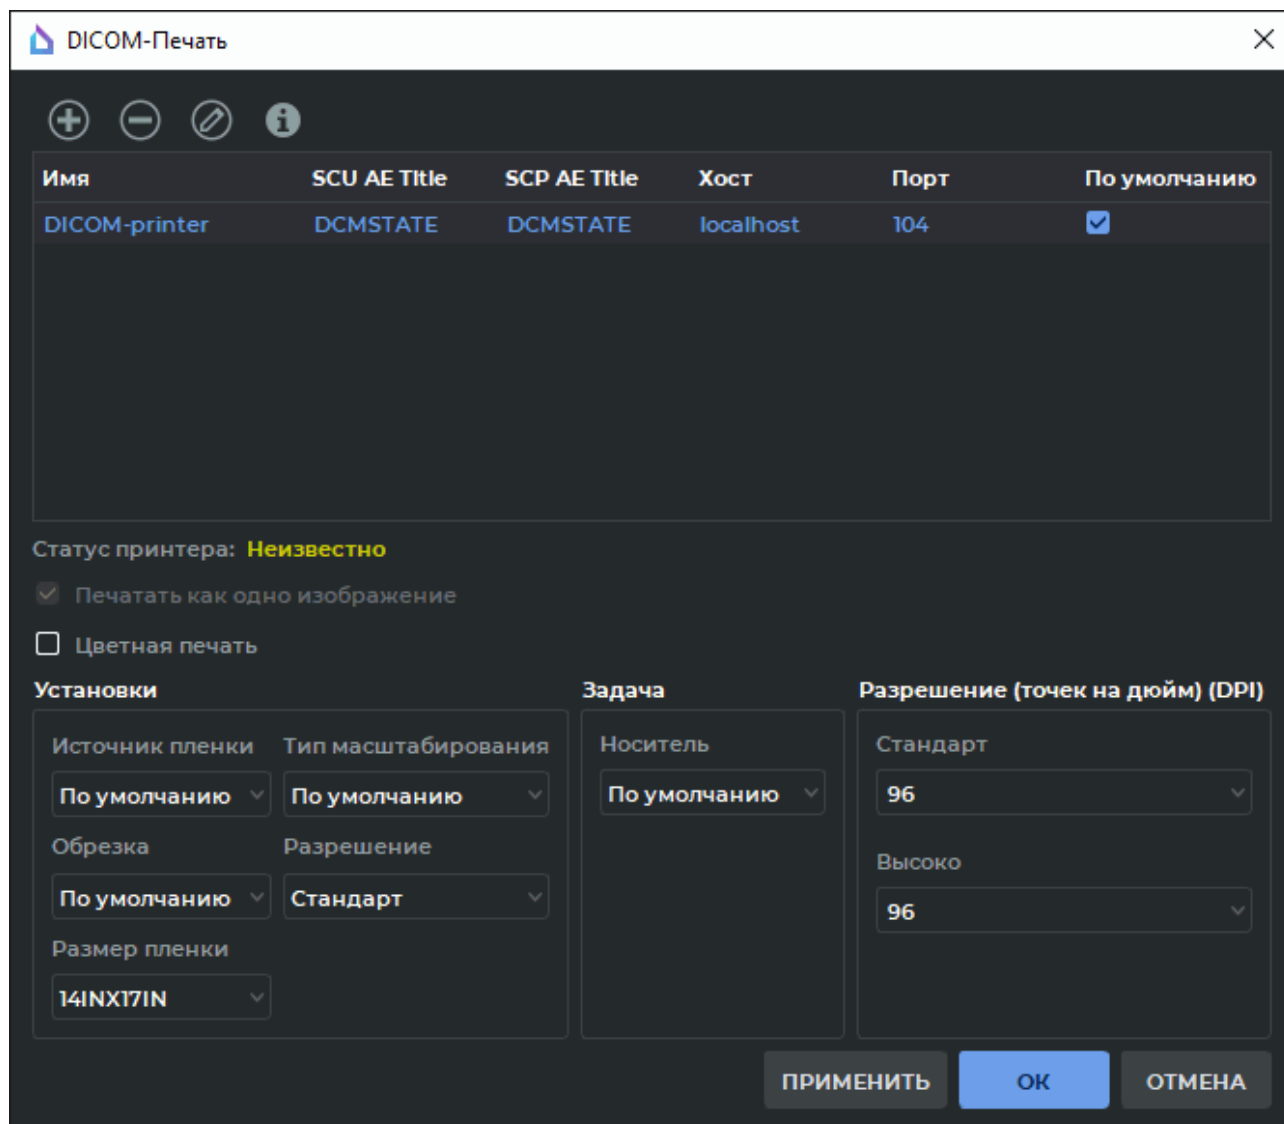 DICOM-Печать
Имя SCU AE Title SCP AE Title Хост Порт По умолчанию
DICOM-printer DCMSTATE DCMSTATE localhost 104
Статус принтера: Неизвестно
Печатать как одно изображение
Цветная печать
Установки Задача Разрешение (точек на дюйм) (DPI)
Источник пленки Тип масштабирования Носитель Стандарт
По умолчанию По умолчанию По умолчанию 96
Обрезка Разрешение Высоко
По умолчанию Стандарт 96
Размер пленки
14INX17IN
ПРИМЕНИТЬ ОК ОТМЕНА